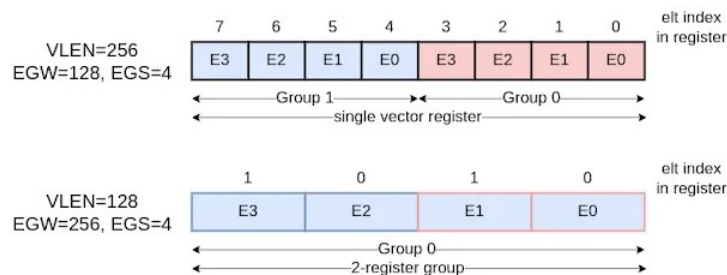 7 6 5 4 3 2 1 0
elt index
in register
VLEN=256
EGW=128, EGS=4
E3 E2 E1 E0 E3 E2 E1 E0
Group 1 Group 0
single vector register
1 0 1 0
elt index
in register
VLEN=128
EGW=256, EGS=4
E3 E2 E1 E0
Group 0
2-register group